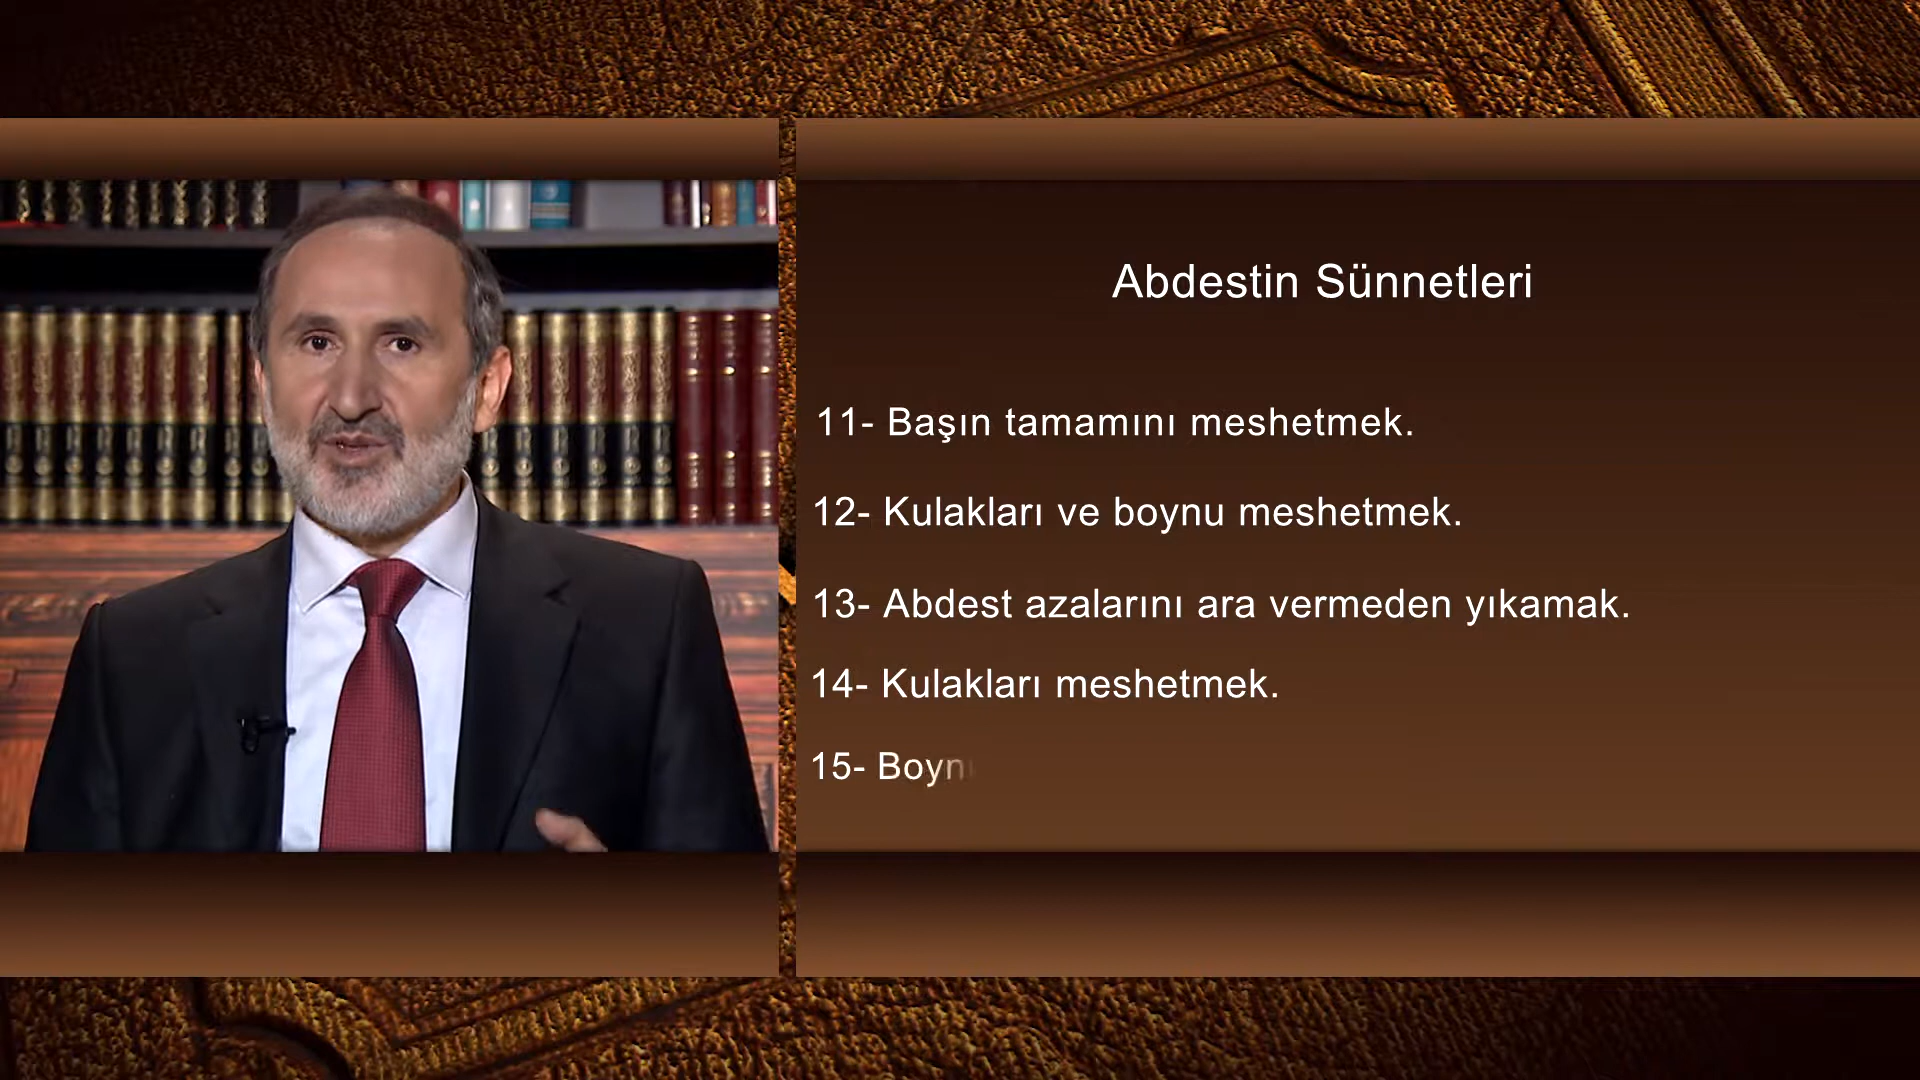 Abdestin Sünnetleri
11- Başın tamamını meshetmek.
12- Kulakları ve boynu meshetmek.
13- Abdest azalarını ara vermeden yıkamak.
14- Kulakları meshetmek.
15- Boyn